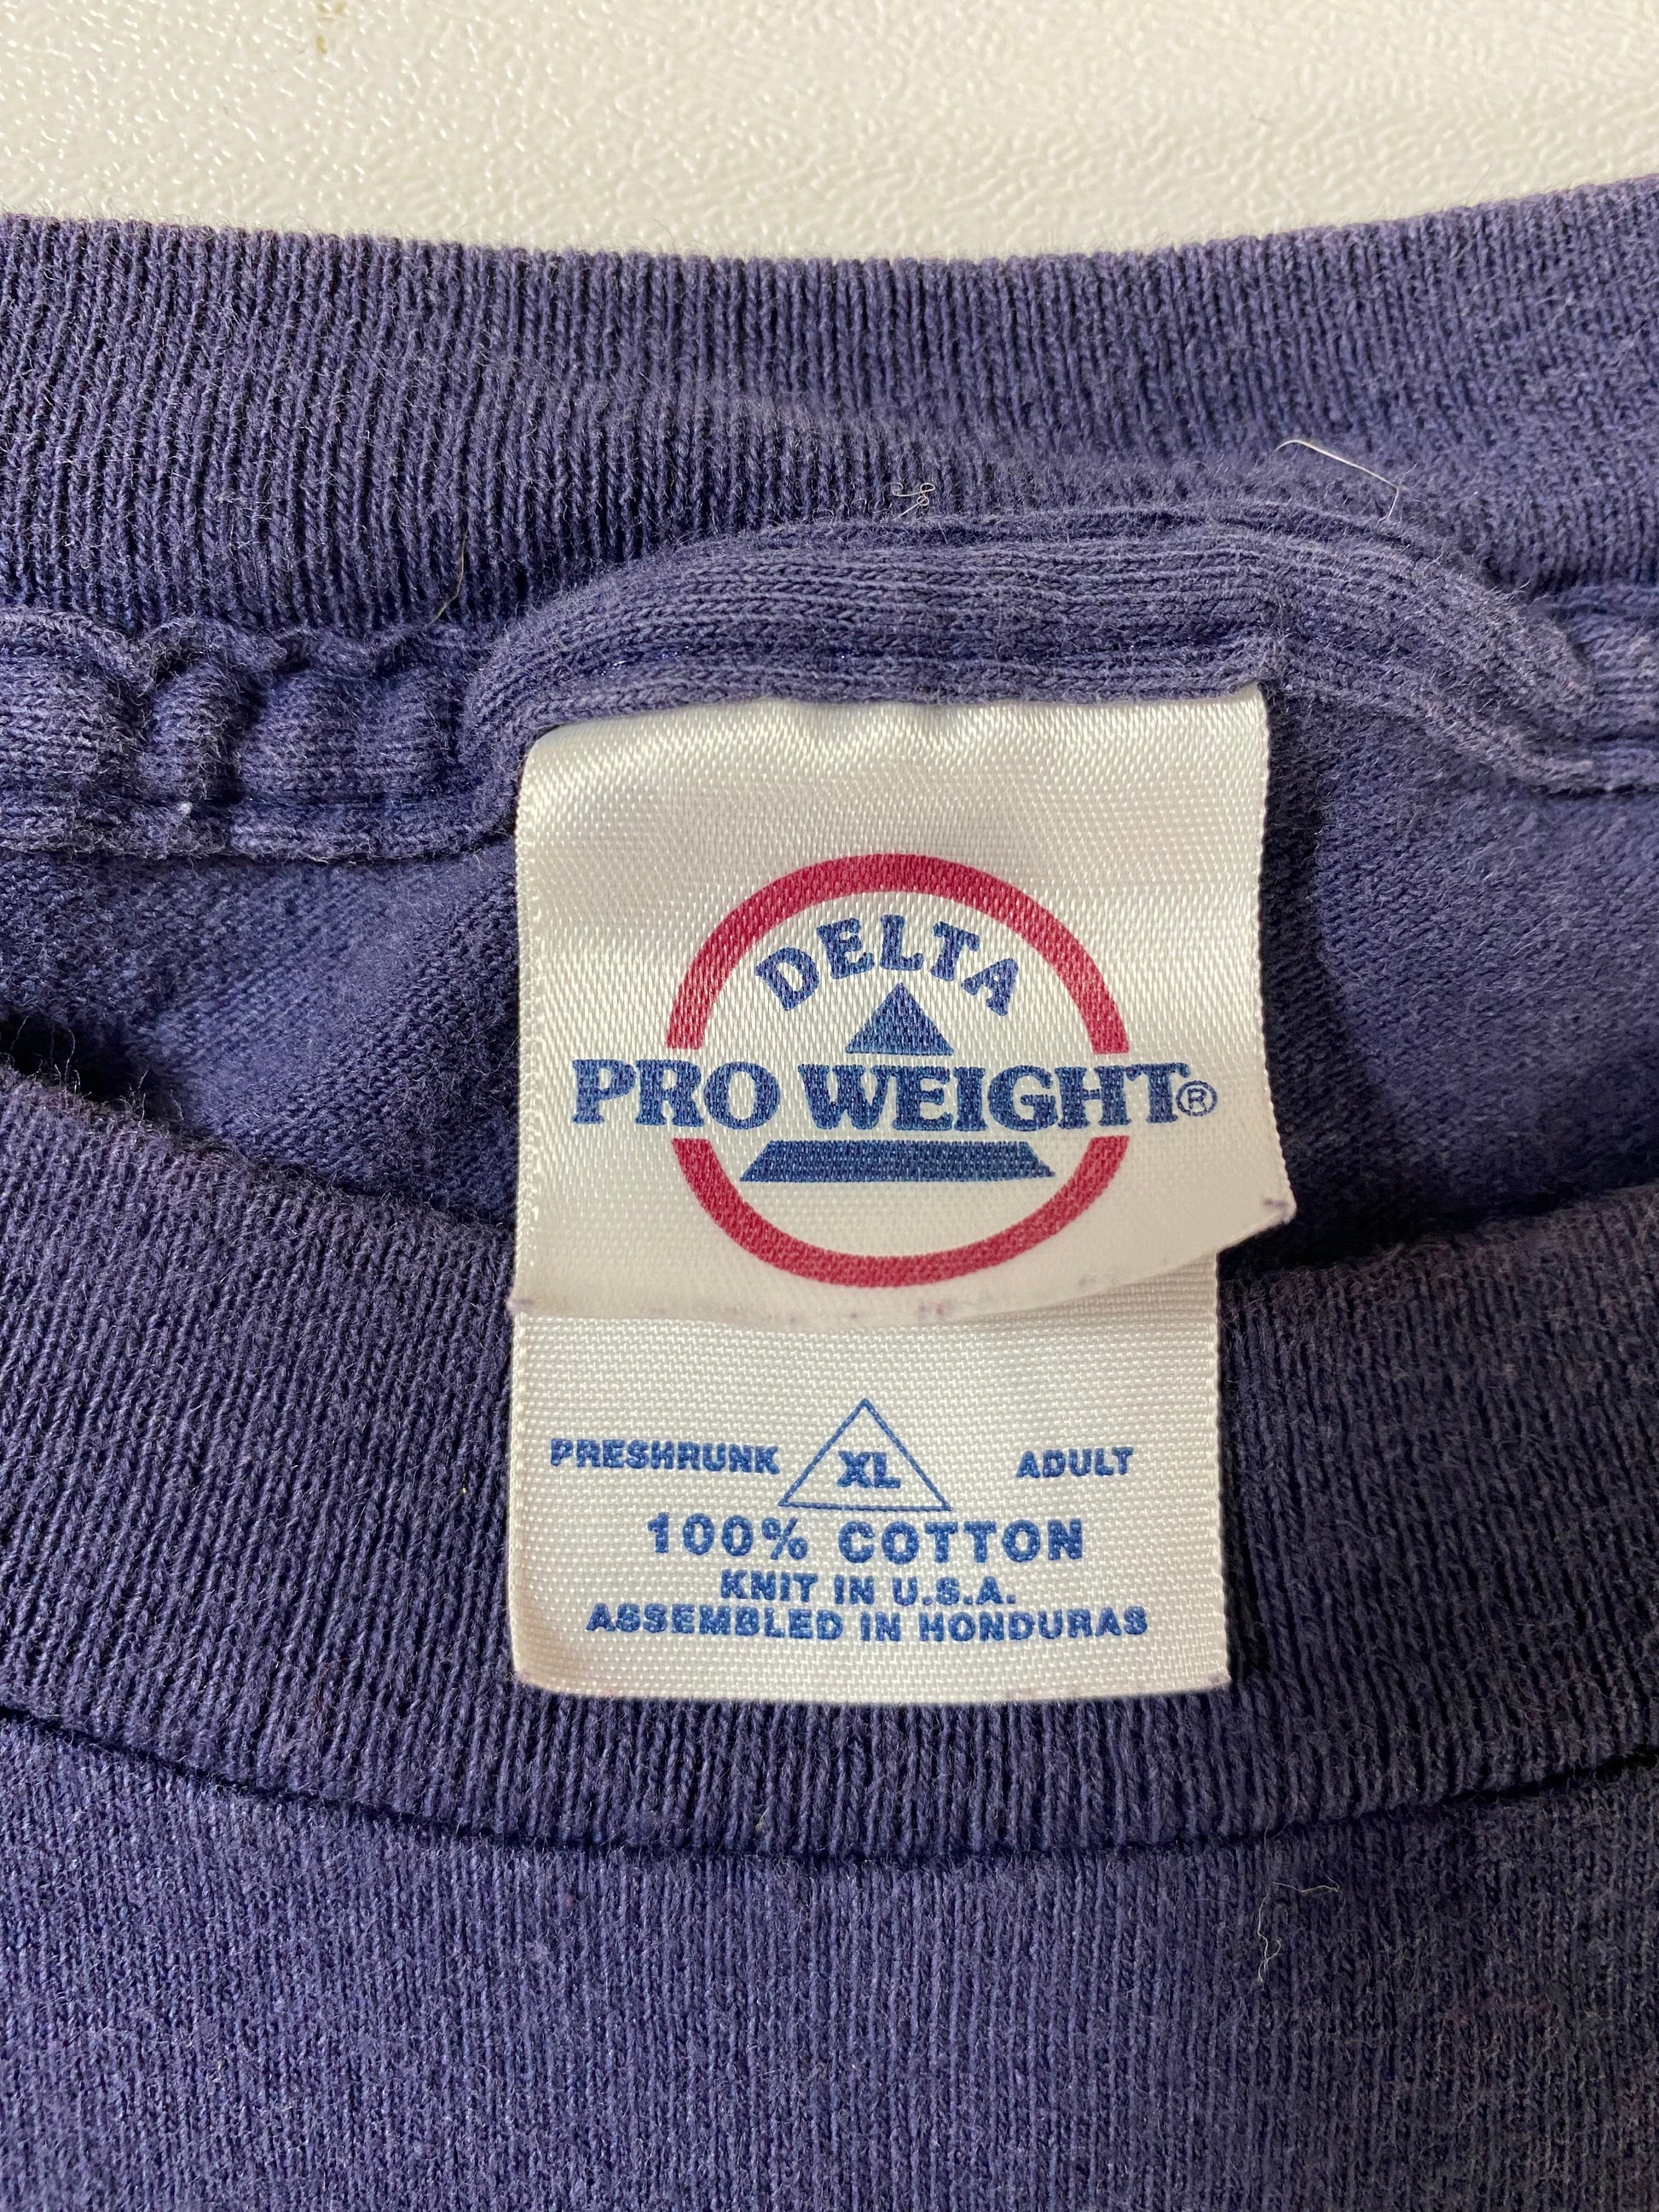 DELTA
PRO WEIGHT®
PRESHRUNK XL ADULT
100% COTTON
KNIT IN U.S.A.
ASSEMBLED IN HONDURAS